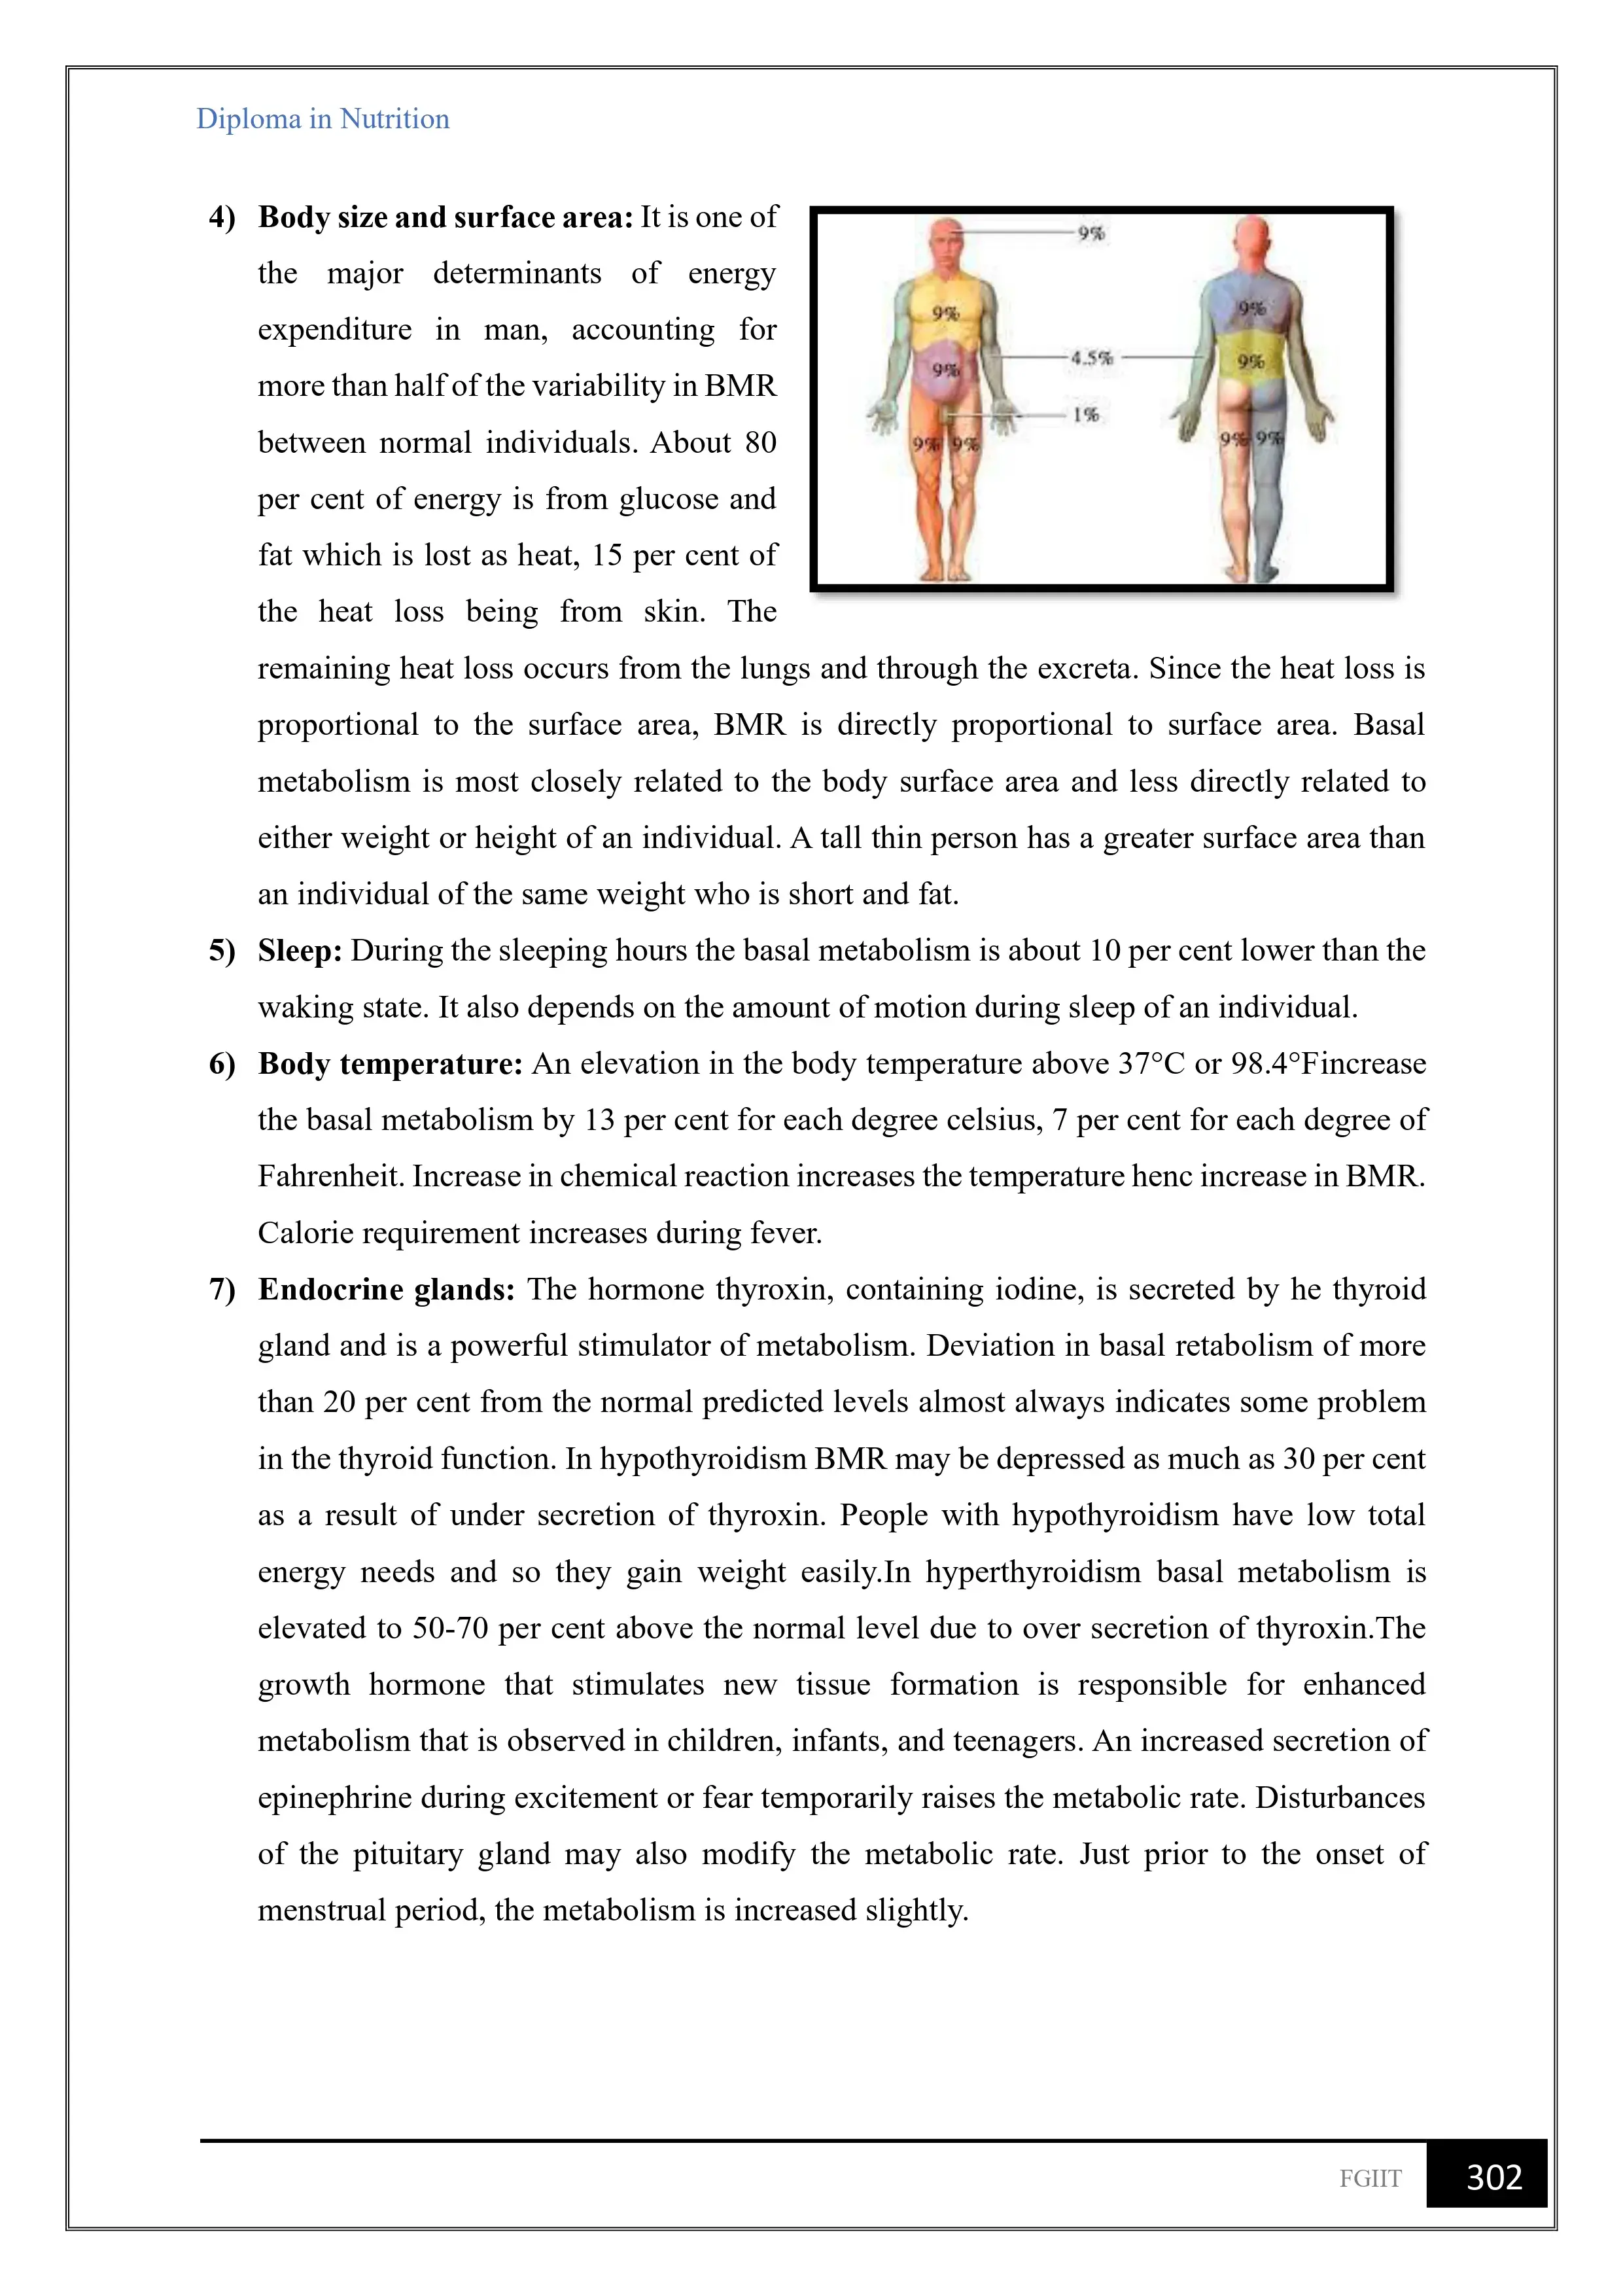 Diploma in Nutrition
4) Body size and surface area: It is one of
the major determinants of energy
expenditure in man, accounting for
more than half of the variability in BMR
between normal individuals. About 80
per cent of energy is from glucose and
fat which is lost as heat, 15 per cent of
the heat loss being from skin. The
9%
9%
9%
9%
4.5%
9%
1%
9% 9%
9% 9%
remaining heat loss occurs from the lungs and through the excreta. Since the heat loss is
proportional to the surface area, BMR is directly proportional to surface area. Basal
metabolism is most closely related to the body surface area and less directly related to
either weight or height of an individual. A tall thin person has a greater surface area than
an individual of the same weight who is short and fat.
5) Sleep: During the sleeping hours the basal metabolism is about 10 per cent lower than the
waking state. It also depends on the amount of motion during sleep of an individual.
6) Body temperature: An elevation in the body temperature above 37°C or 98.4°Fincrease
the basal metabolism by 13 per cent for each degree celsius, 7 per cent for each degree of
Fahrenheit. Increase in chemical reaction increases the temperature henc increase in BMR.
Calorie requirement increases during fever.
7) Endocrine glands: The hormone thyroxin, containing iodine, is secreted by he thyroid
gland and is a powerful stimulator of metabolism. Deviation in basal retabolism of more
than 20 per cent from the normal predicted levels almost always indicates some problem
in the thyroid function. In hypothyroidism BMR may be depressed as much as 30 per cent
as a result of under secretion of thyroxin. People with hypothyroidism have low total
energy needs and so they gain weight easily.In hyperthyroidism basal metabolism is
elevated to 50-70 per cent above the normal level due to over secretion of thyroxin.The
growth hormone that stimulates new tissue formation is responsible for enhanced
metabolism that is observed in children, infants, and teenagers. An increased secretion of
epinephrine during excitement or fear temporarily raises the metabolic rate. Disturbances
of the pituitary gland may also modify the metabolic rate. Just prior to the onset of
menstrual period, the metabolism is increased slightly.
FGIIT 302